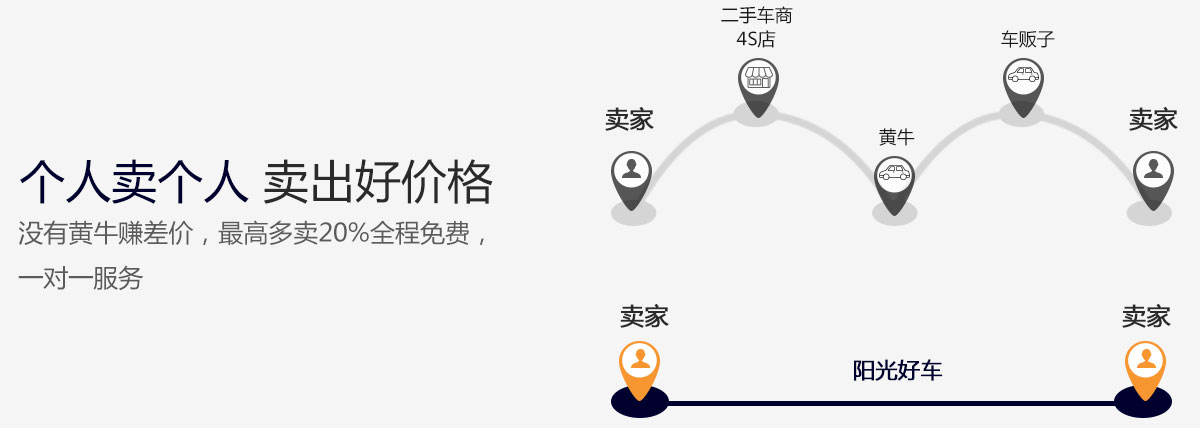 个人卖个人 卖出好价格
没有黄牛赚差价，最高多卖20%全程免费，
一对一服务
二手车商
4S店
车贩子
卖家
黄牛
卖家
卖家
阳光好车
卖家